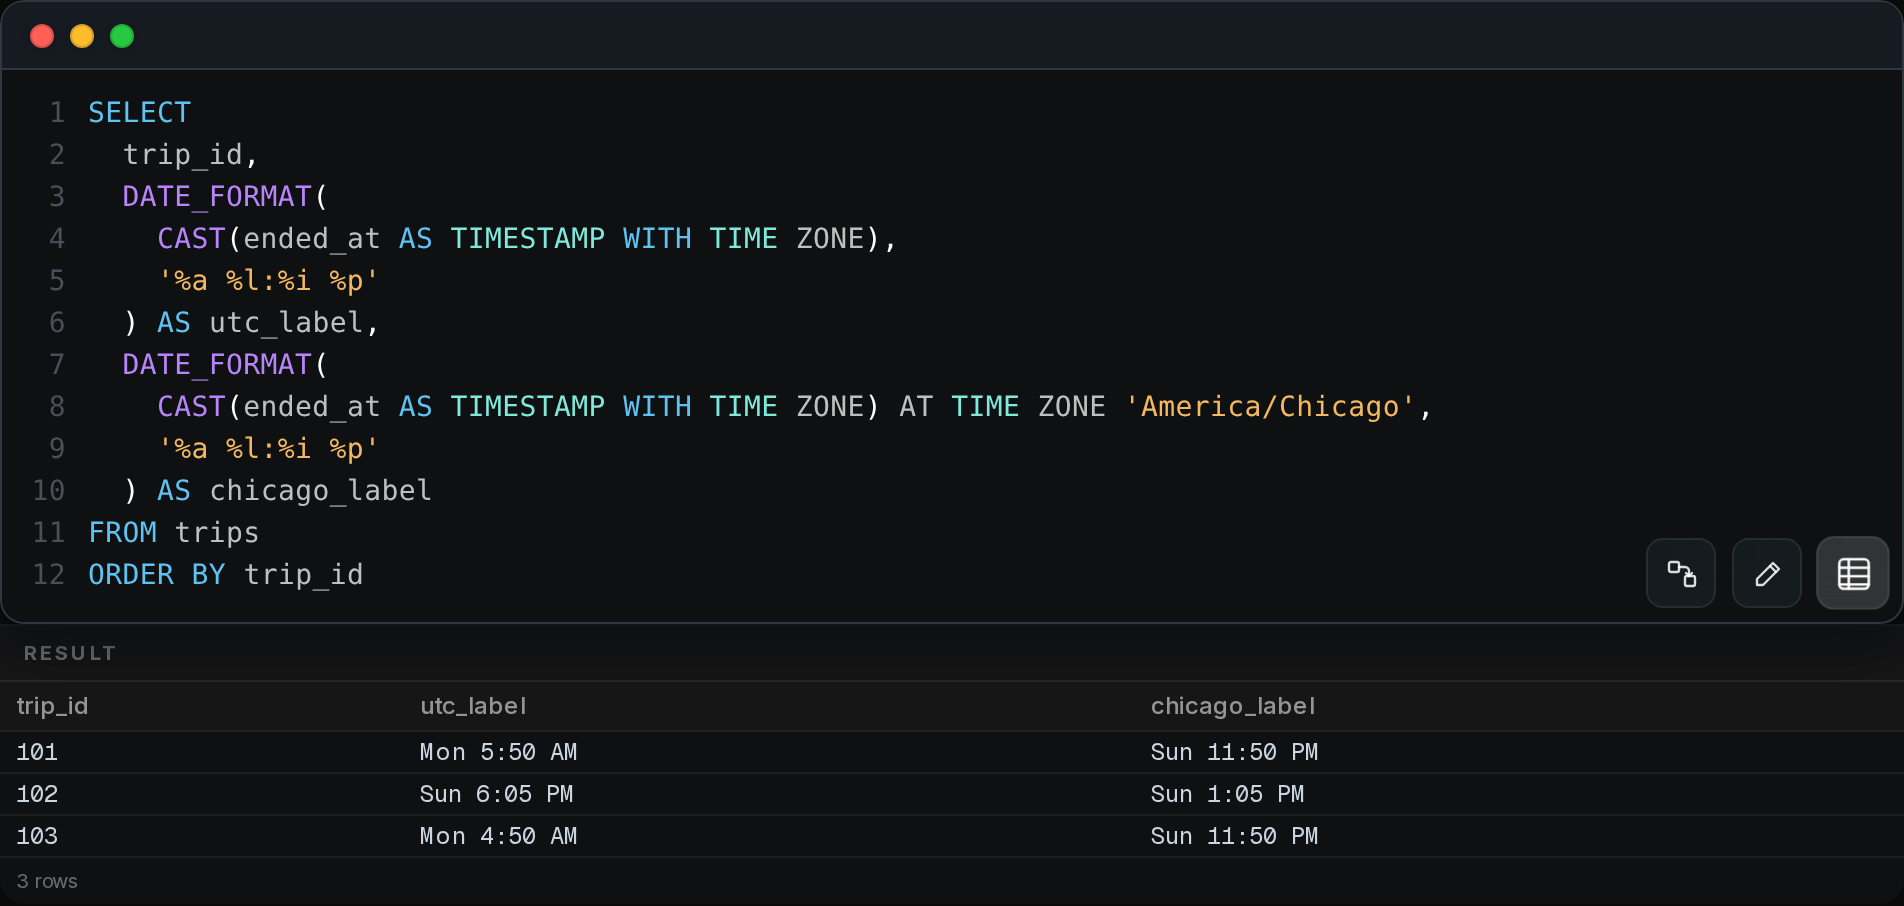 1 SELECT
2   trip_id,
3   DATE_FORMAT(
4     CAST(ended_at AS TIMESTAMP WITH TIME ZONE),
5     '%a %l:%i %p'
6   ) AS utc_label,
7   DATE_FORMAT(
8     CAST(ended_at AS TIMESTAMP WITH TIME ZONE) AT TIME ZONE 'America/Chicago',
9     '%a %l:%i %p'
10   ) AS chicago_label
11 FROM trips
12 ORDER BY trip_id
RESULT
trip_id utc_label chicago_label
101 Mon 5:50 AM Sun 11:50 PM
102 Sun 6:05 PM Sun 1:05 PM
103 Mon 4:50 AM Sun 11:50 PM
3 rows